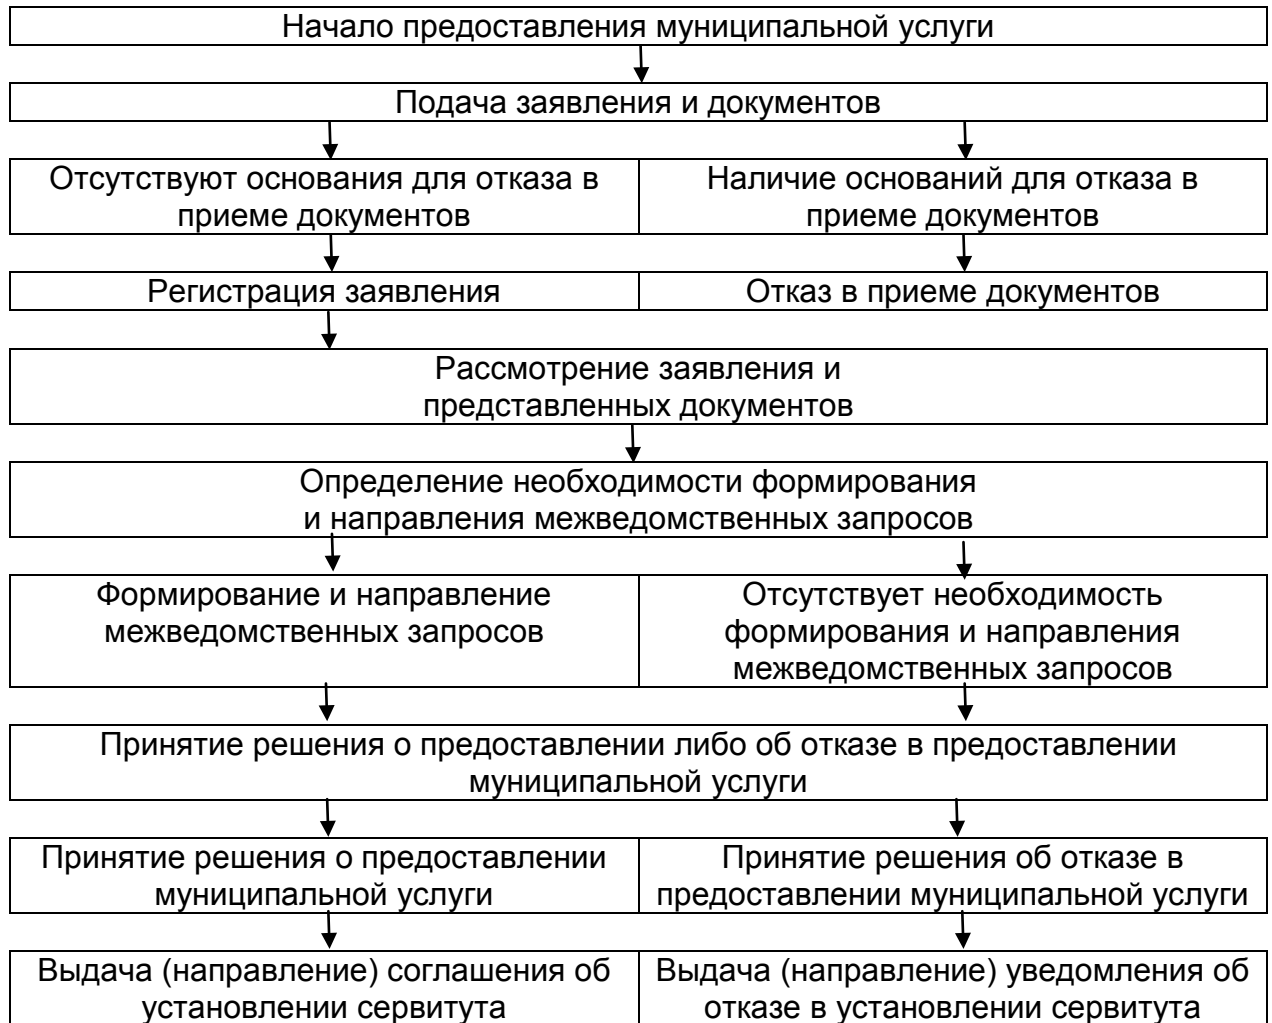 Начало предоставления муниципальной услуги
Подача заявления и документов
Отсутствуют основания для отказа в
приеме документов
Наличие оснований для отказа в
приеме документов
Регистрация заявления
Отказ в приеме документов
Рассмотрение заявления и
представленных документов
Определение необходимости формирования
и направления межведомственных запросов
Формирование и направление
межведомственных запросов
Отсутствует необходимость
формирования и направления
межведомственных запросов
Принятие решения о предоставлении либо об отказе в предоставлении
муниципальной услуги
Принятие решения о предоставлении
муниципальной услуги
Принятие решения об отказе в
предоставлении муниципальной услуги
Выдача (направление) соглашения об
установлении сервитута
Выдача (направление) уведомления об
отказе в установлении сервитута